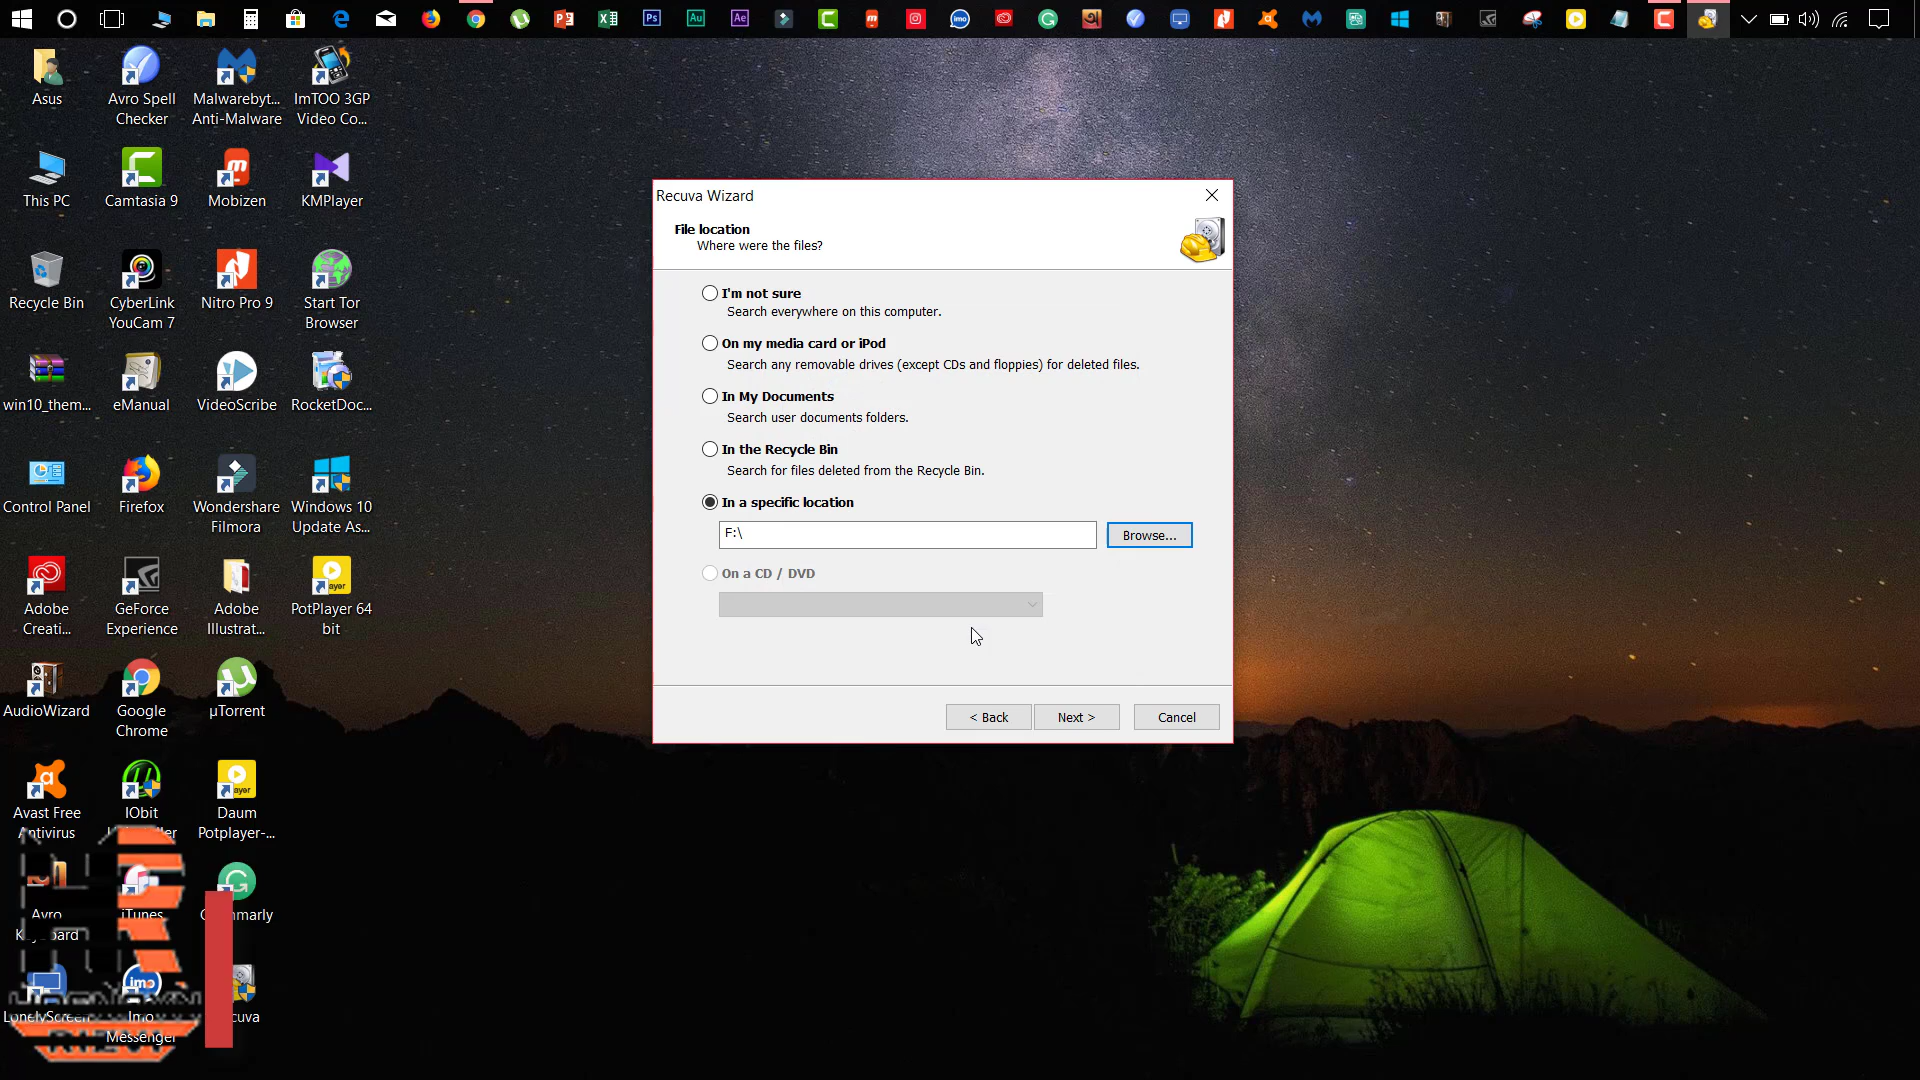 Asus
Avro Spell
Checker
Malwarebyt...
Anti-Malware
ImTOO 3GP
Video Co...
This PC
Camtasia 9
Mobizen
KMPlayer
Recycle Bin
CyberLink
YouCam 7
Nitro Pro 9
Start Tor
Browser
win10_them...
eManual
VideoScribe
RocketDoc...
Control Panel
Firefox
Wondershare
Filmora
Windows 10
Update As...
Adobe
Creati...
GeForce
Experience
Adobe
Illustrat...
PotPlayer 64
bit
AudioWizard
Google
Chrome
µTorrent
Avast Free
Antivirus
IObit
Daum
Potplayer-...
Avro
iTunes
LonelyScreen
Imo
Messenger
Recuva Wizard
File location
Where were the files?
I'm not sure
Search everywhere on this computer.
On my media card or iPod
Search any removable drives (except CDs and floppies) for deleted files.
In My Documents
Search user documents folders.
In the Recycle Bin
Search for files deleted from the Recycle Bin.
In a specific location
F:\
Browse...
On a CD / DVD
< Back
Next >
Cancel